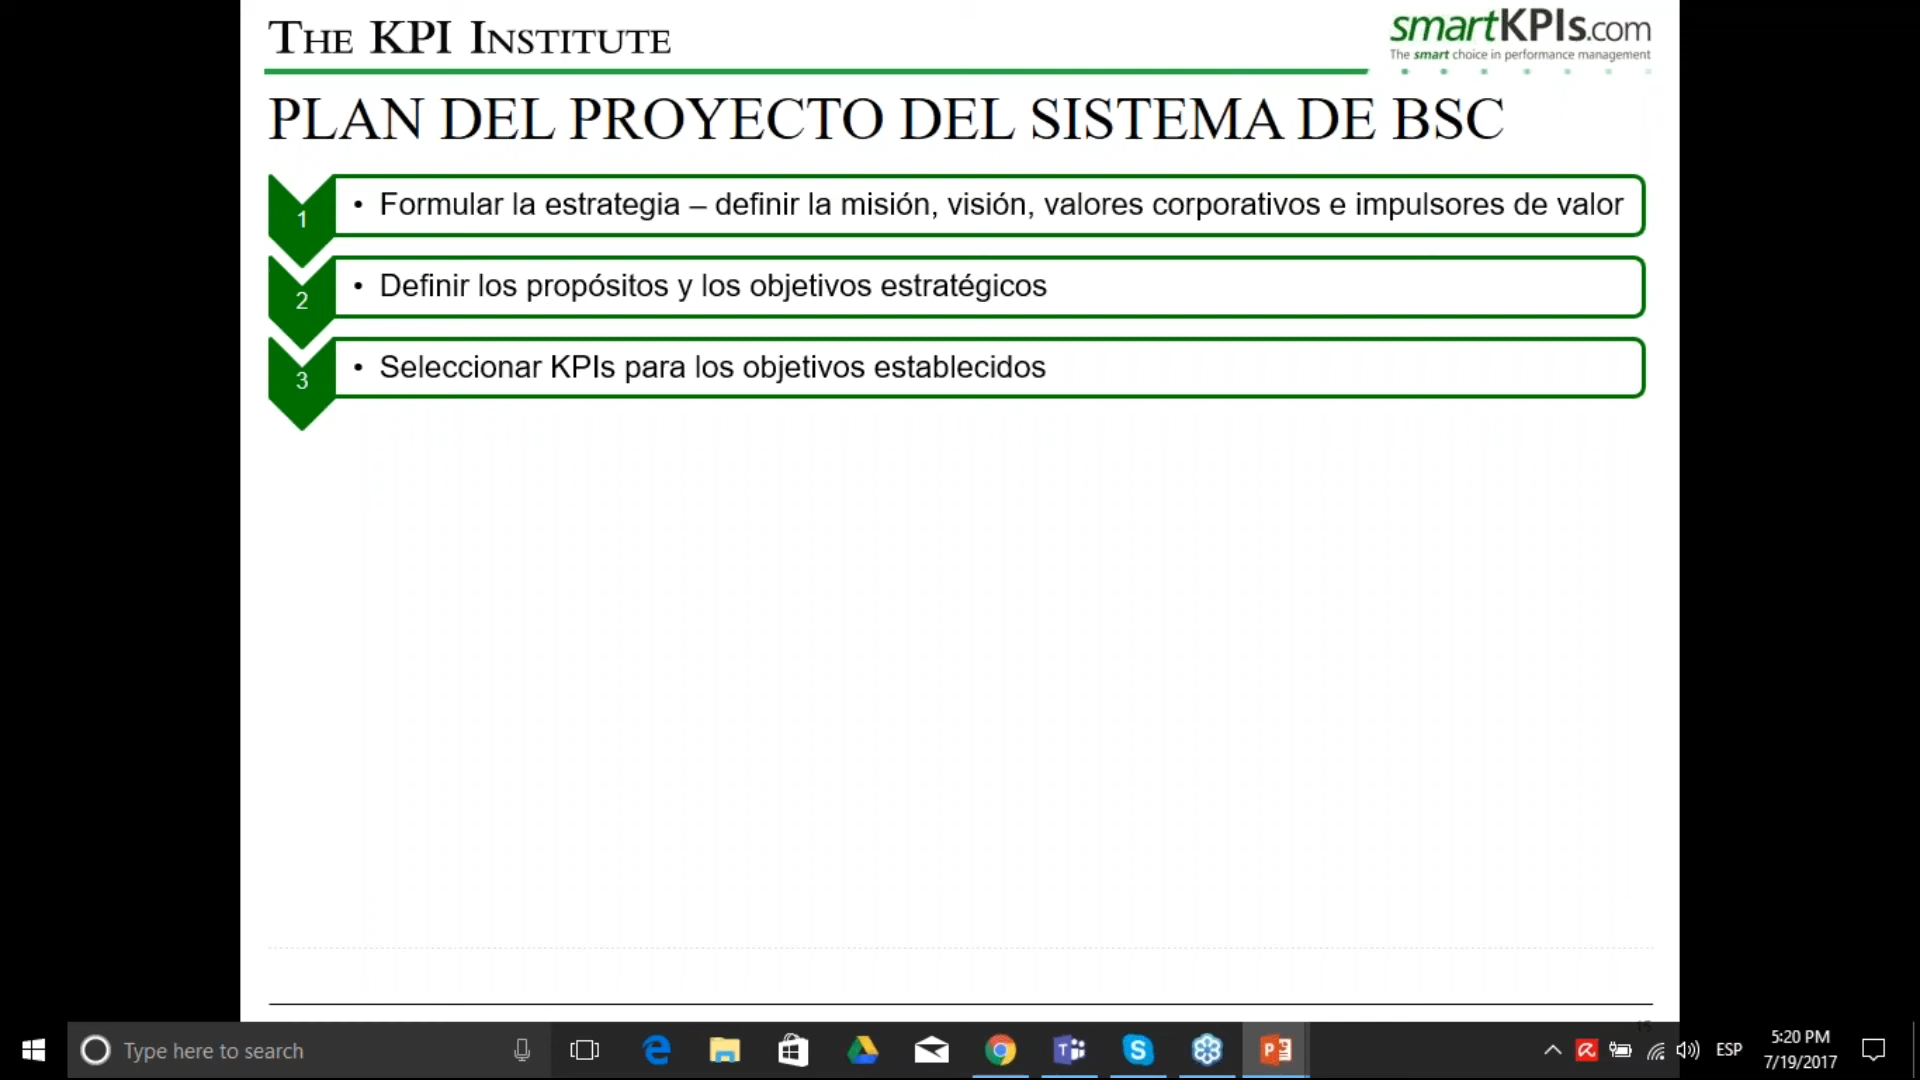 THE KPI INSTITUTE
smartKPIs.com
The smart choice in performance management
PLAN DEL PROYECTO DEL SISTEMA DE BSC
1
• Formular la estrategia – definir la misión, visión, valores corporativos e impulsores de valor
2
• Definir los propósitos y los objetivos estratégicos
3
• Seleccionar KPIs para los objetivos establecidos
15
Type here to search
ESP
5:20 PM
7/19/2017